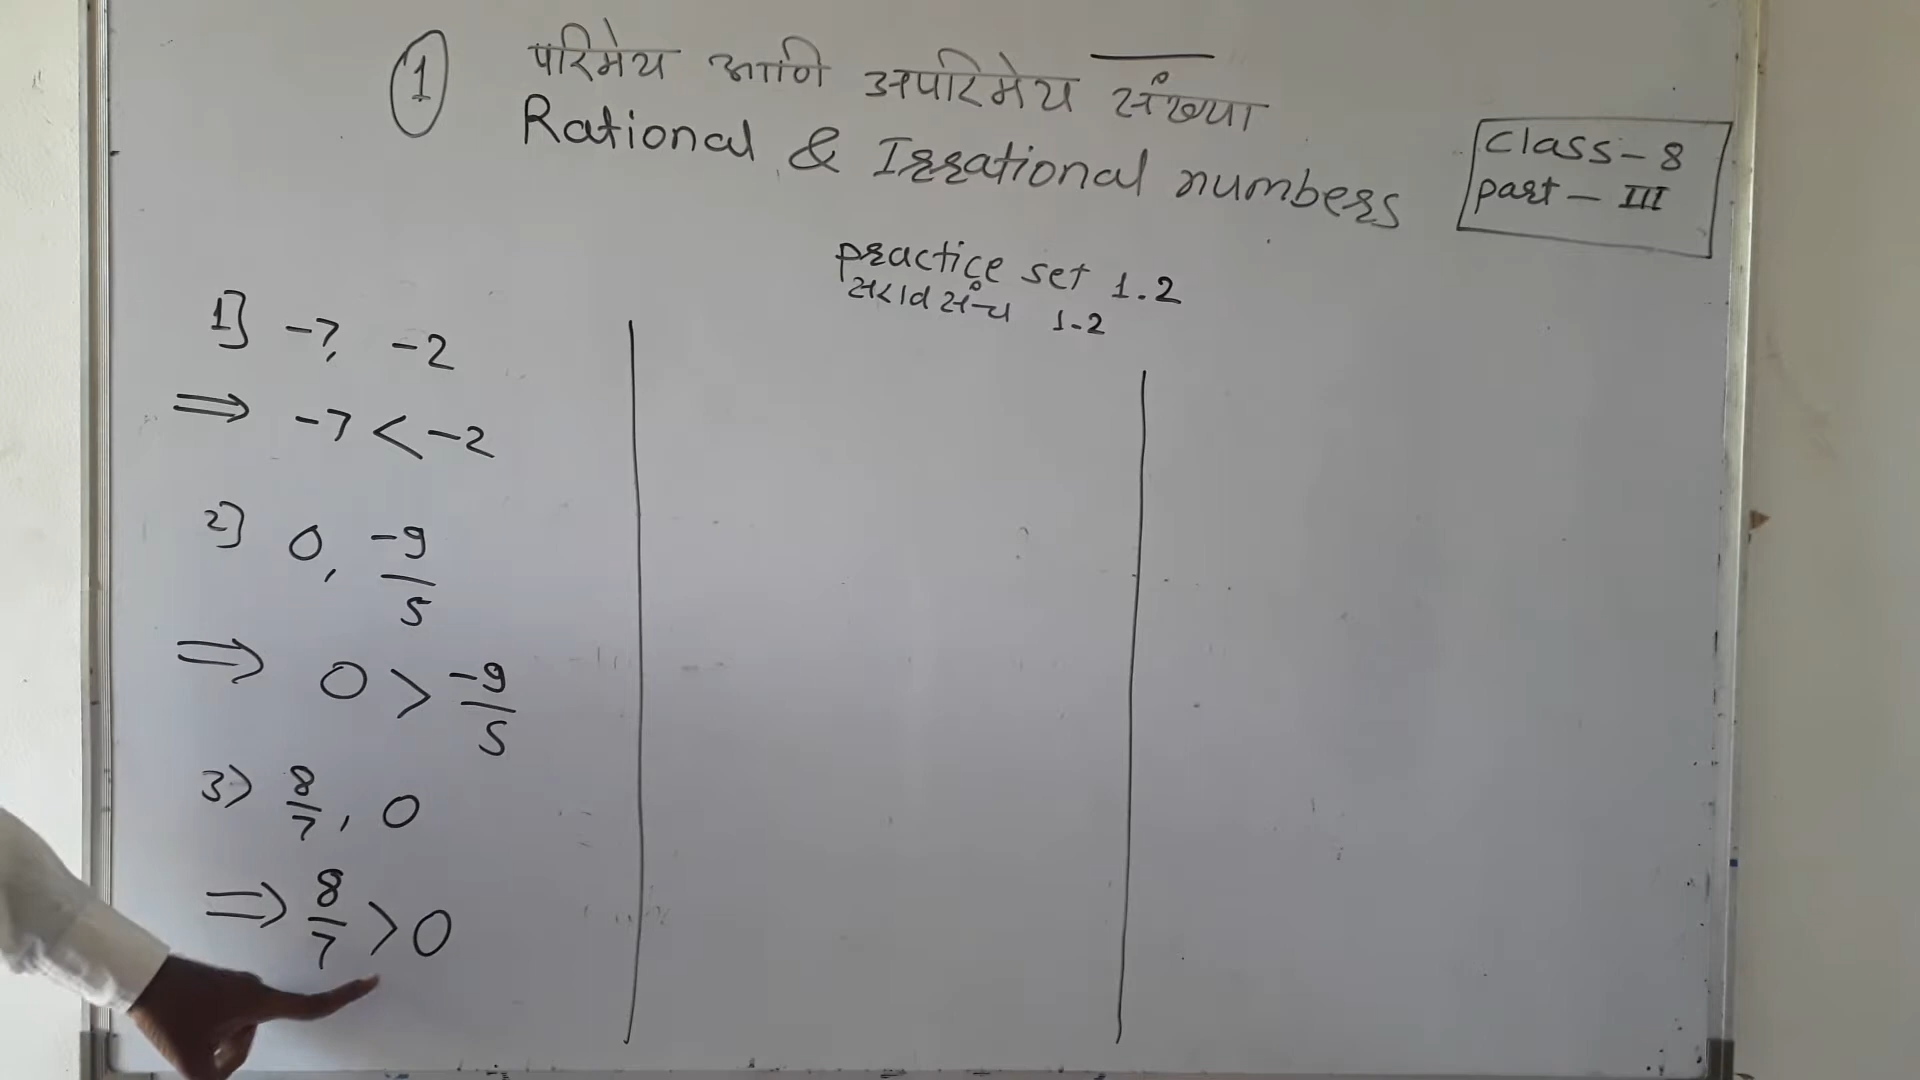 1
परिमेय आणि अपरिमेय संख्या
Rational & Irrational numbers
class-8
part-III
practice set 1.2
सराव संच 1-2
1] -7, -2
⟹ -7 < -2
2] 0, -9/5
⟹ 0 > -9/5
3) 8/7, 0
⟹ 8/7 > 0